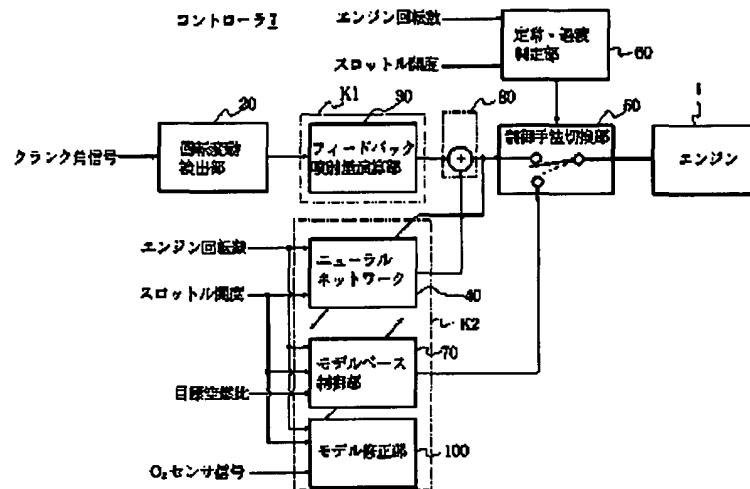 コントローラ 7
エンジン回転数
スロットル開度
定常・過渡
判定部
60
K1
20
30
80
50
1
クランク角信号
回転変動
検出部
フィードバック
噴射量演算部
制御手法切換部
エンジン
エンジン回転数
スロットル開度
ニューラル
ネットワーク
40
K2
70
モデルベース
制御部
目標空燃比
モデル修正部
100
O₂センサ信号